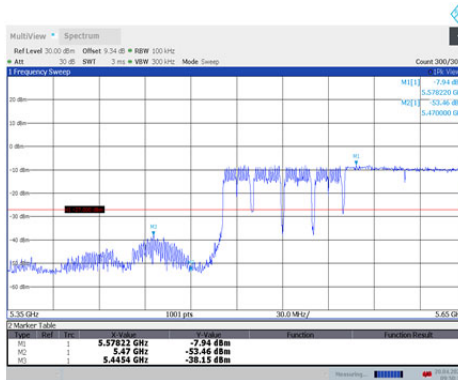 MultiView Spectrum
Ref Level 30.00 dBm Offset 9.34 dB RBW 100 kHz
Att 30 dB SWT 3 ms VBW 300 kHz Mode Sweep Count 300/30
1 Frequency Sweep 1Pk View
M1[1] -7.94 dB
5.578220 G
M2[1] -53.46 dB
5.470000 G
20 dBm
10 dBm
0 dBm
M1
-10 dBm
-20 dBm
-30 dBm
M3
-40 dBm
-50 dBm
-60 dBm
5.35 GHz 1001 pts 30.0 MHz/ 5.65 G
2 Marker Table
Type Ref Trc X-Value Y-Value Function Function Result
M1 1 5.57822 GHz -7.94 dBm
M2 1 5.47 GHz -53.46 dBm
M3 1 5.4454 GHz -38.15 dBm
Measuring...